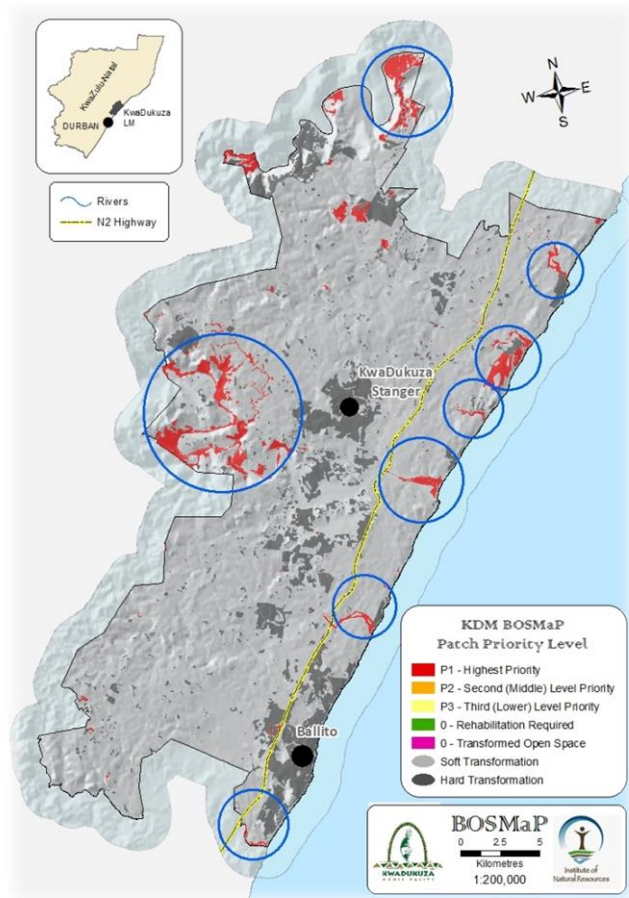 KwaZulu-Natal
KwaDukuza
LM
DURBAN
N
W E
S
Rivers
N2 Highway
KwaDukuza
Stanger
Ballito
KDM BOSMaP
Patch Priority Level
P1 - Highest Priority
P2 - Second (Middle) Level Priority
P3 - Third (Lower) Level Priority
0 - Rehabilitation Required
0 - Transformed Open Space
Soft Transformation
Hard Transformation
BOSMaP
0 2.5 5
Kilometres
1:200,000
KWADUKUZA
Institute of
Natural Resources